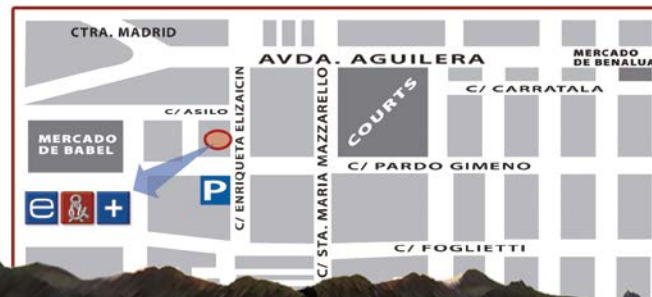 CTRA. MADRID
AVDA. AGUILERA
MERCADO
DE BENALUA
C/ CARRATALA
C/ ASILO
C/ ENRIQUETA ELIZAICIN
C/ STA. MARIA MAZZARELLO
COURTS
MERCADO
DE BABEL
C/ PARDO GIMENO
e
+
P
C/ FOGLIETTI